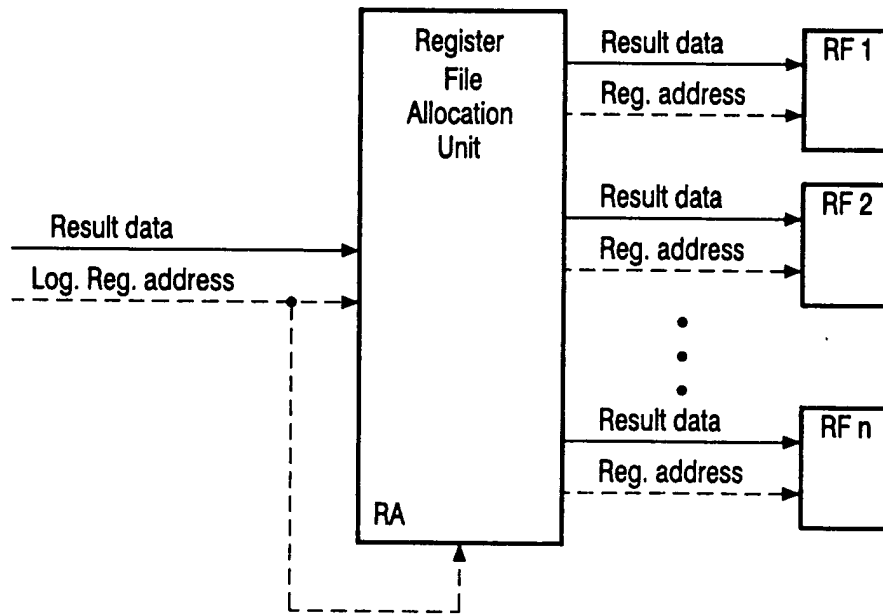 Register
File
Allocation
Unit
Result data
Reg. address
RF 1
Result data
Log. Reg. address
Result data
Reg. address
RF 2
Result data
Reg. address
RF n
RA